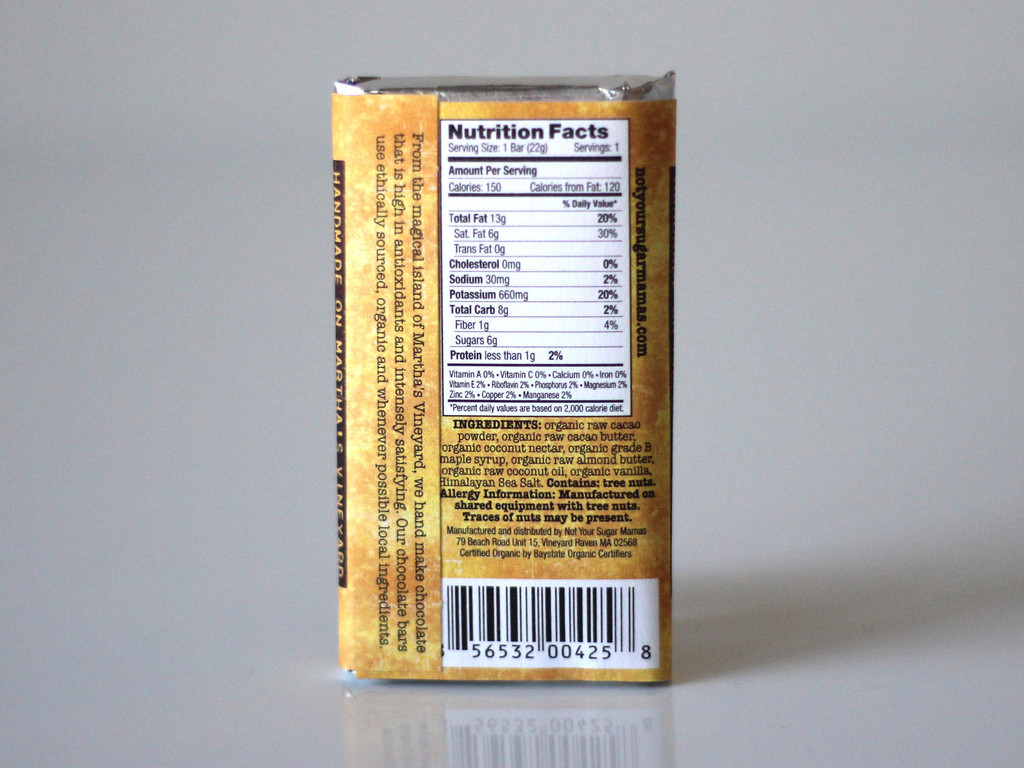 HANDMADE ON MARTHA'S VINEYARD
From the magical island of Martha's Vineyard, we hand make chocolate
that is high in antioxidants and intensely satisfying. Our chocolate bars
use ethically sourced, organic and whenever possible local ingredients.
Nutrition Facts
Serving Size: 1 Bar (22g) Servings: 1
Amount Per Serving
Calories: 150 Calories from Fat: 120
% Daily Value*
Total Fat 13g 20%
Sat. Fat 6g 30%
Trans Fat 0g
Cholesterol 0mg 0%
Sodium 30mg 2%
Potassium 660mg 20%
Total Carb 8g 2%
Fiber 1g 4%
Sugars 6g
Protein less than 1g 2%
Vitamin A 0% • Vitamin C 0% • Calcium 0% • Iron 0%
Vitamin E 2% • Riboflavin 2% • Phosphorus 2% • Magnesium 2%
Zinc 2% • Copper 2% • Manganese 2%
*Percent daily values are based on 2,000 calorie diet.
notyoursugarmamas.com
INGREDIENTS: organic raw cacao
powder, organic raw cacao butter,
organic coconut nectar, organic grade B
maple syrup, organic raw almond butter,
organic raw coconut oil, organic vanilla,
Himalayan Sea Salt. Contains: tree nuts.
Allergy Information: Manufactured on
shared equipment with tree nuts.
Traces of nuts may be present.
Manufactured and distributed by Not Your Sugar Mamas
79 Beach Road Unit 15, Vineyard Haven MA 02568
Certified Organic by Baystate Organic Certifiers
56532 00425 8